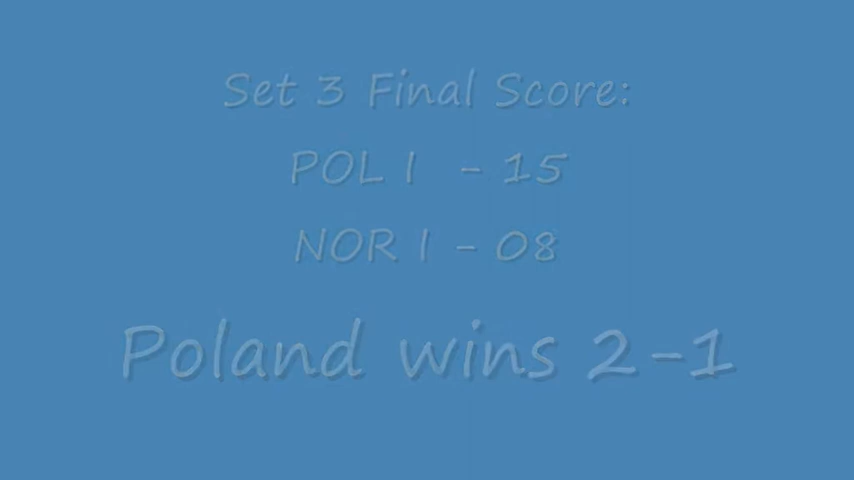 Set 3 Final Score:
POL I - 15
NOR I - 08
Poland wins 2-1